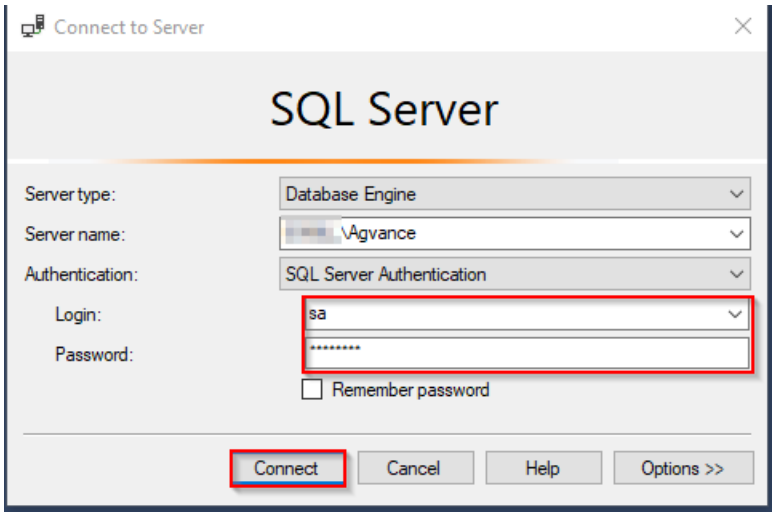 Connect to Server
SQL Server
Server type: Database Engine
Server name: \Agvance
Authentication: SQL Server Authentication
Login: sa
Password: ********
Remember password
Connect Cancel Help Options >>